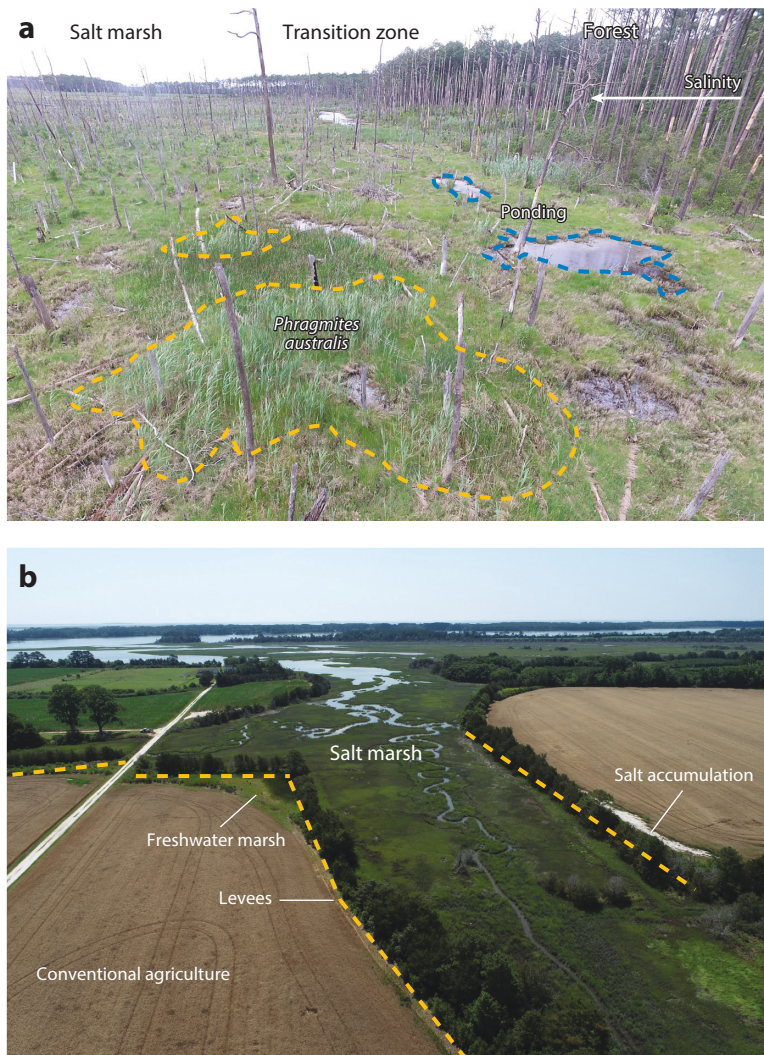 a
Salt marsh
Transition zone
Forest
Salinity
Ponding
Phragmites
australis
b
Salt marsh
Salt accumulation
Freshwater marsh
Levees
Conventional agriculture